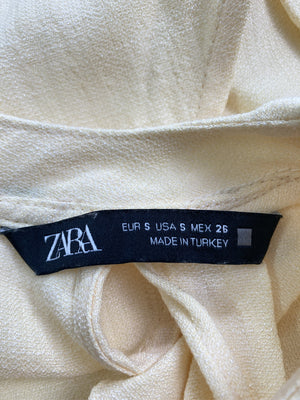 ZARA
EUR S USA S MEX 26
MADE IN TURKEY